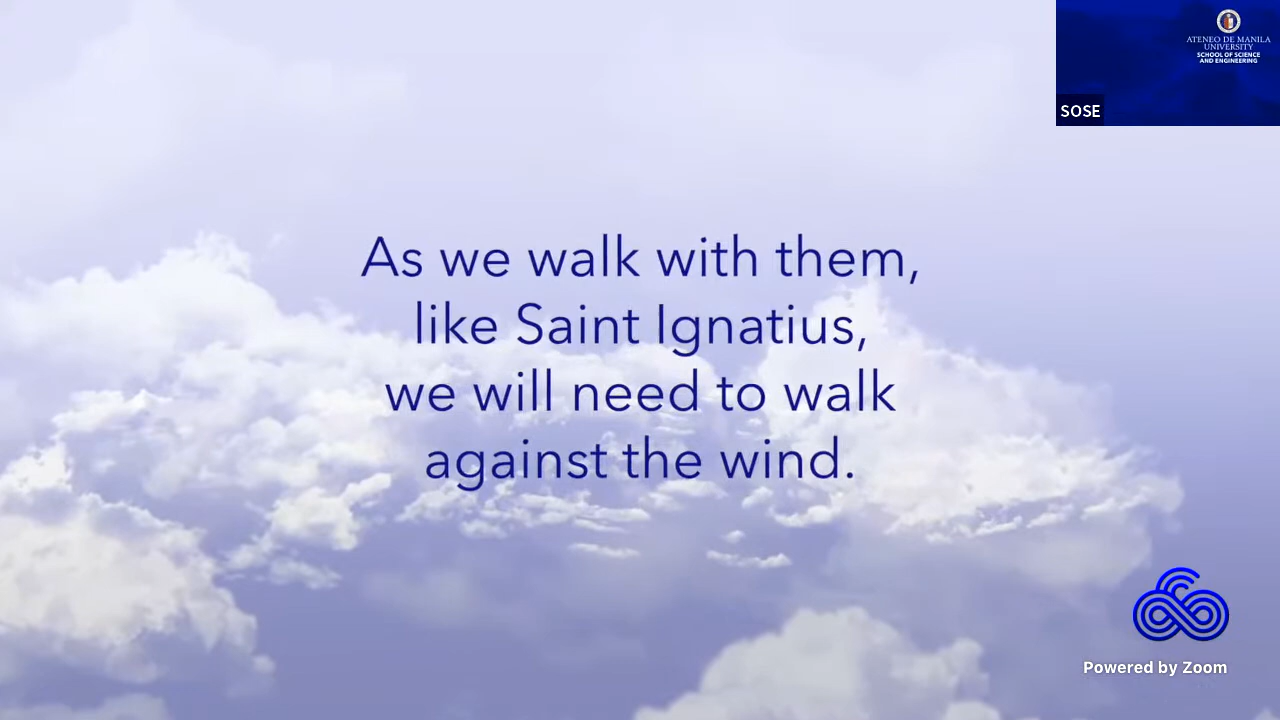 ATENEO DE MANILA
UNIVERSITY
SCHOOL OF SCIENCE
AND ENGINEERING
SOSE
As we walk with them,
like Saint Ignatius,
we will need to walk
against the wind.
Powered by Zoom